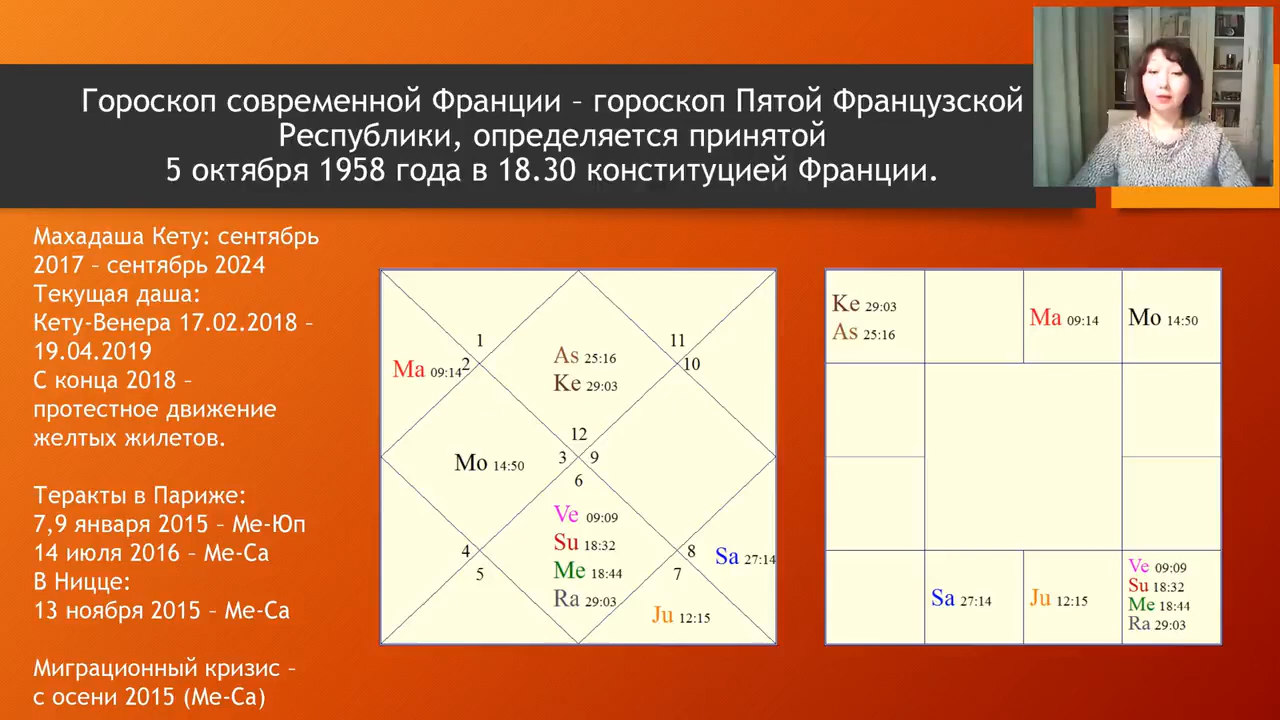 Гороскоп современной Франции – гороскоп Пятой Французской
Республики, определяется принятой
5 октября 1958 года в 18.30 конституцией Франции.
Махадаша Кету: сентябрь
2017 – сентябрь 2024
Текущая даша:
Кету-Венера 17.02.2018 –
19.04.2019
С конца 2018 –
протестное движение
желтых жилетов.
Теракты в Париже:
7,9 января 2015 – Ме-Юп
14 июля 2016 – Ме-Са
В Ницце:
13 ноября 2015 – Ме-Са
Миграционный кризис –
с осени 2015 (Ме-Са)
1
11
As 25:16
Ma 09:14
2
10
Ke 29:03
12
Mo 14:50
3
9
6
Ve 09:09
Su 18:32
4
8
Sa 27:14
Me 18:44
5
7
Ra 29:03
Ju 12:15
Ke 29:03
As 25:16
Ma 09:14
Mo 14:50
Sa 27:14
Ju 12:15
Ve 09:09
Su 18:32
Me 18:44
Ra 29:03